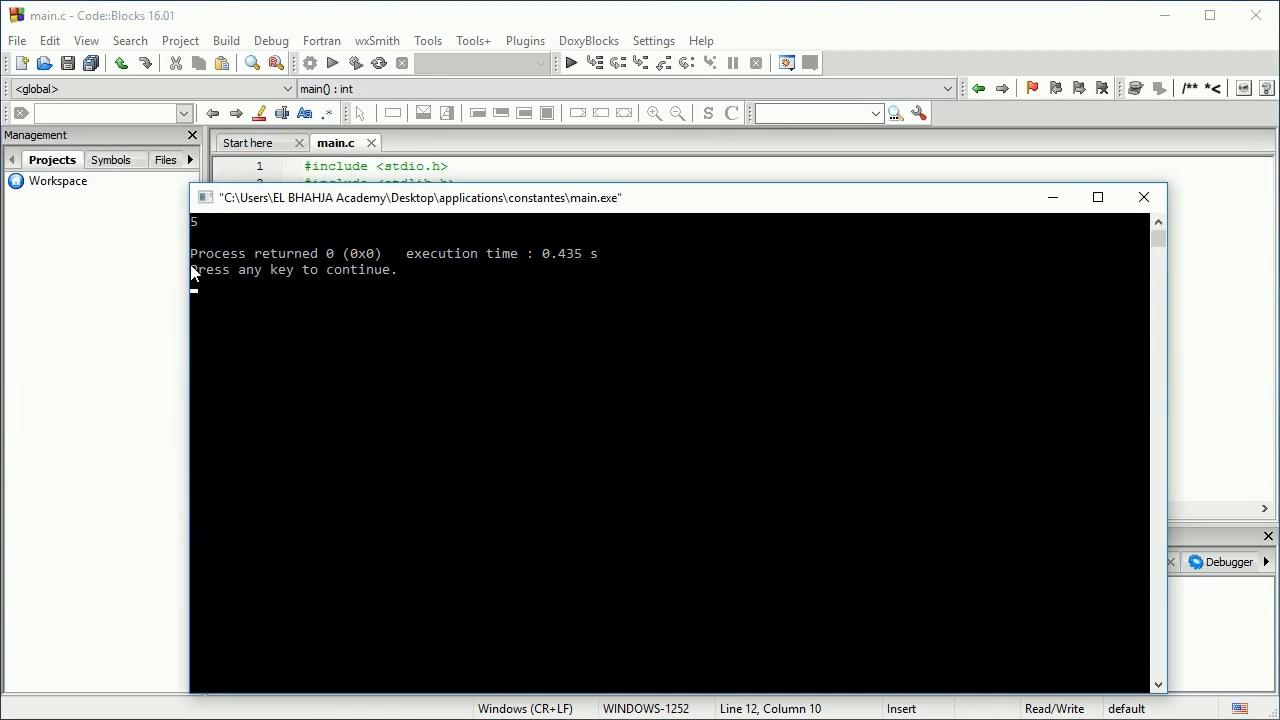 main.c - Code::Blocks 16.01
File Edit View Search Project Build Debug Fortran wxSmith Tools Tools+ Plugins DoxyBlocks Settings Help
<global> main() : int
/** *<
Aa .* S C
Management
Start here main.c
Projects Symbols Files
1 #include <stdio.h>
Workspace
"C:\Users\EL BHAHJA Academy\Desktop\applications\constantes\main.exe"
5
Process returned 0 (0x0) execution time : 0.435 s
Press any key to continue.
Debugger
Windows (CR+LF) WINDOWS-1252 Line 12, Column 10 Insert Read/Write default